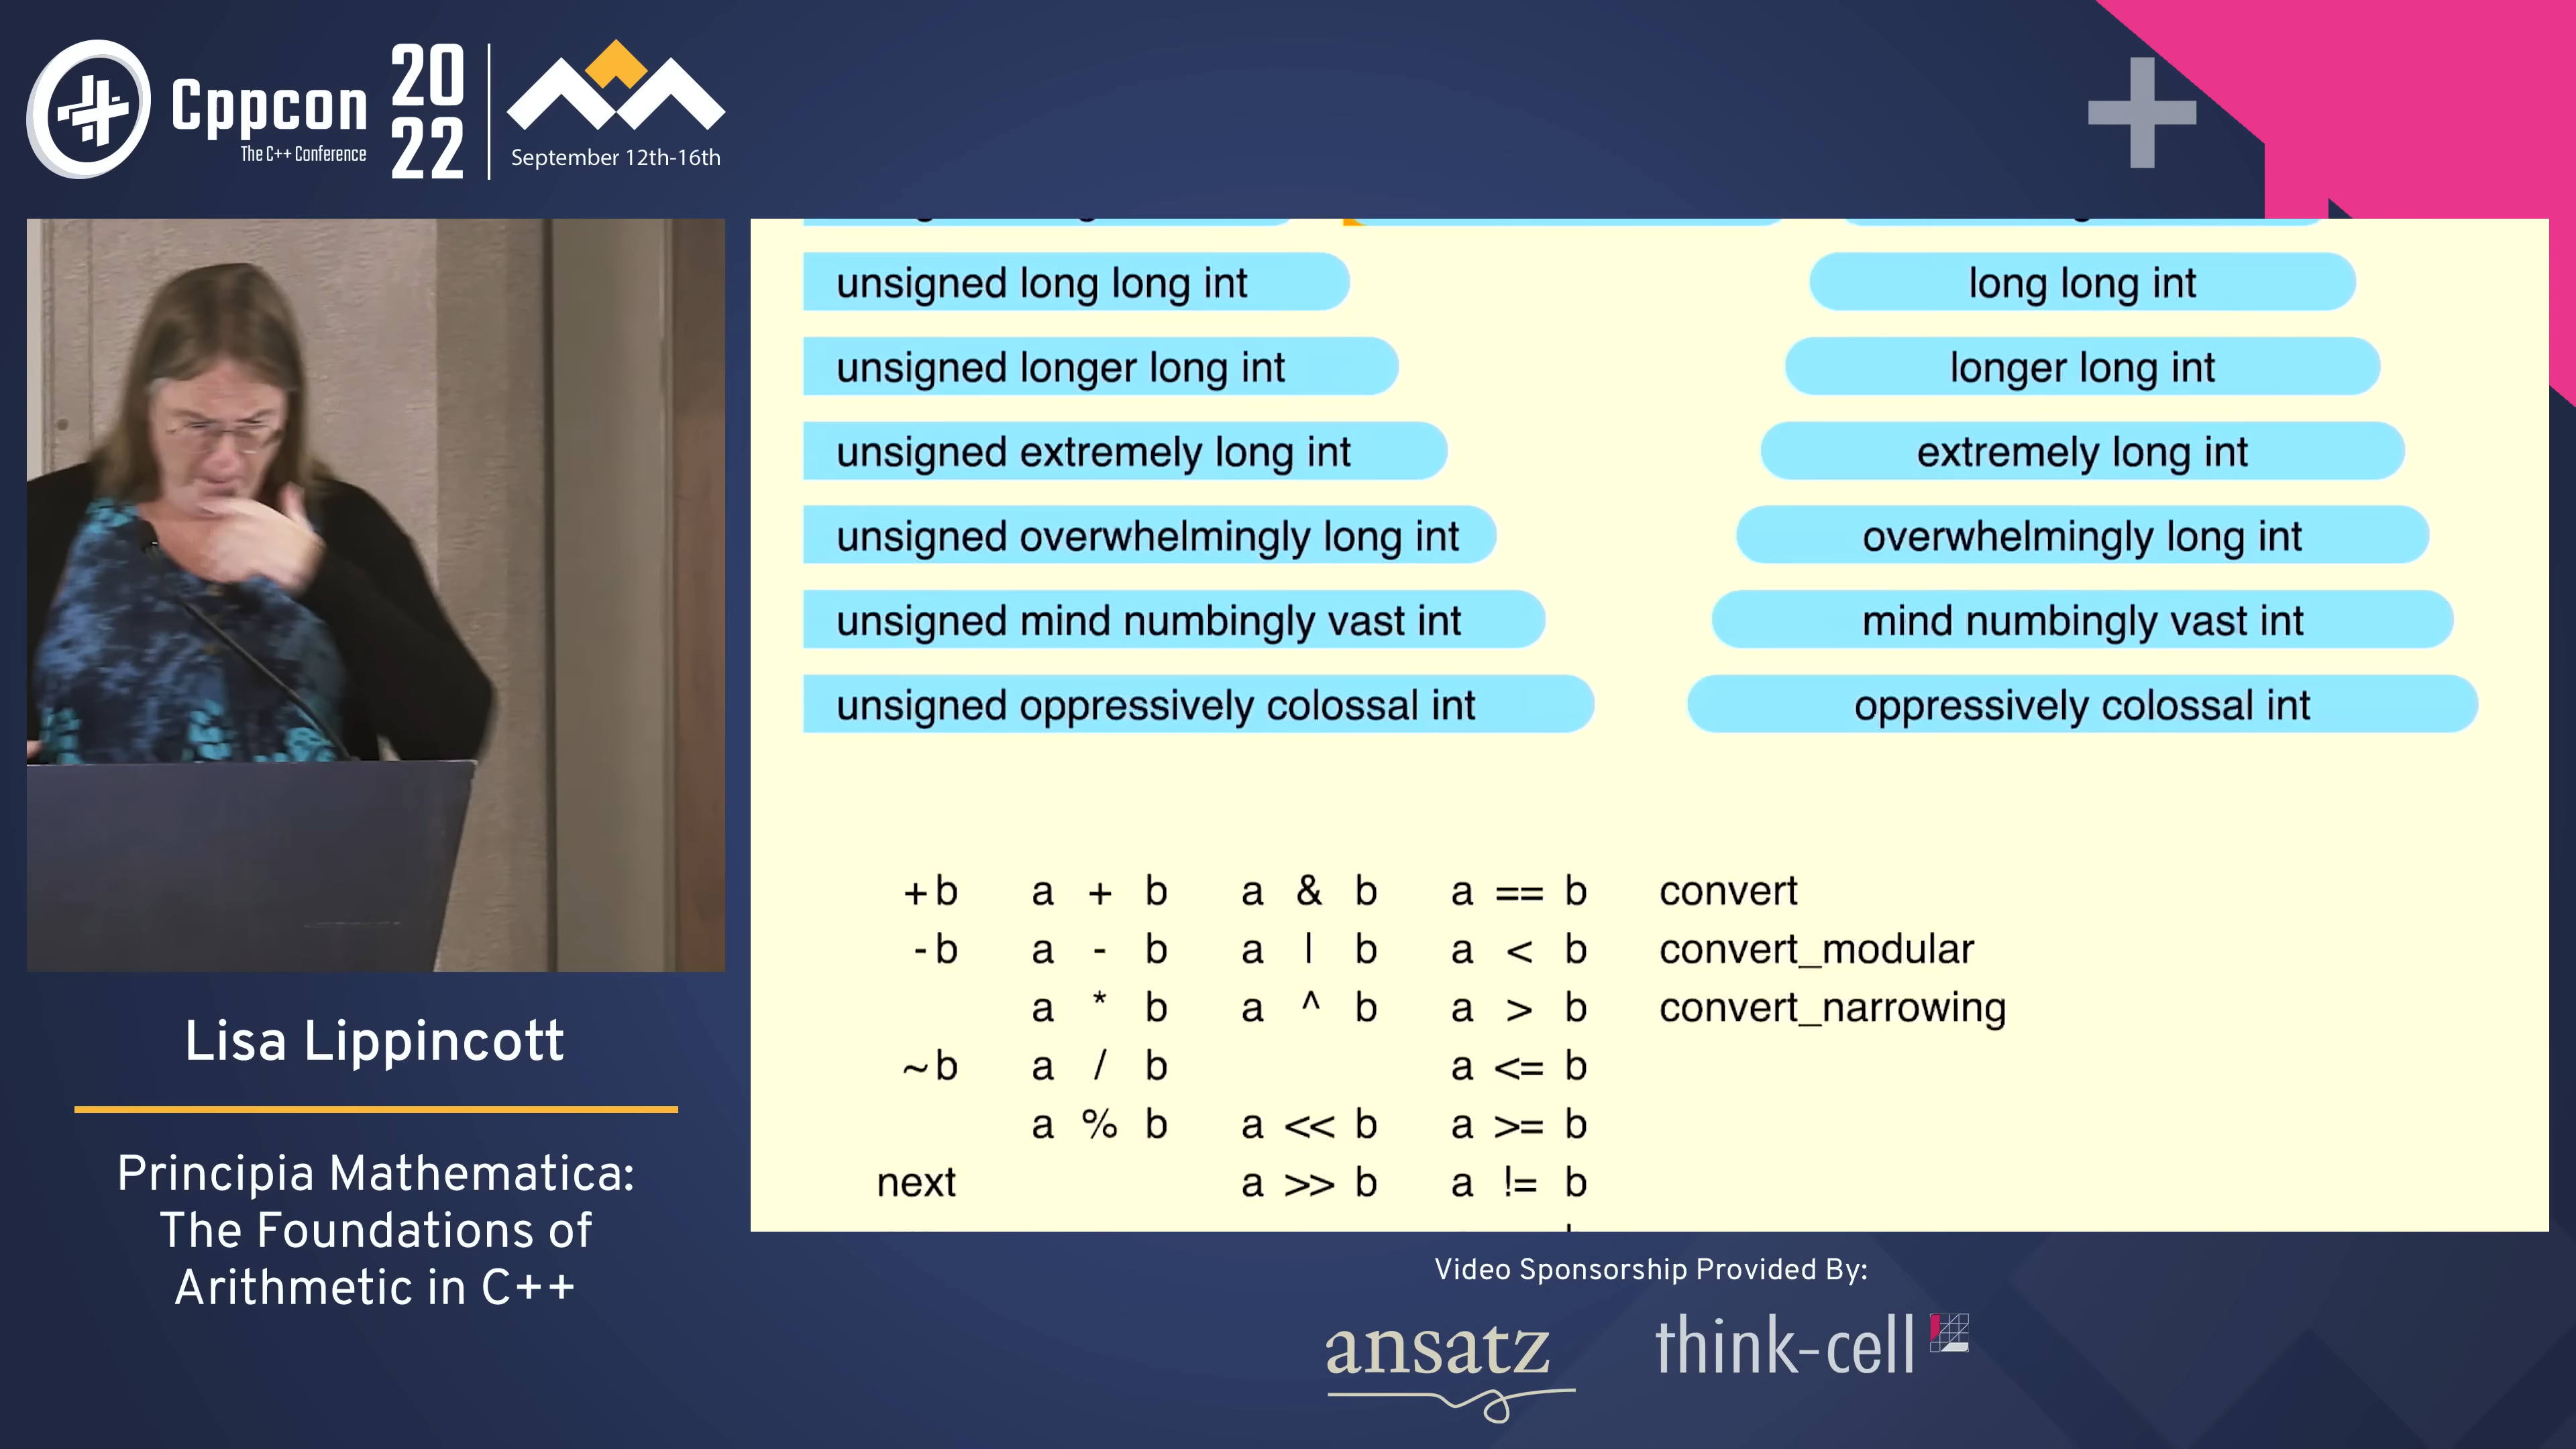 Cppcon
The C++ Conference
20
22
September 12th-16th
unsigned long long int
long long int
unsigned longer long int
longer long int
unsigned extremely long int
extremely long int
unsigned overwhelmingly long int
overwhelmingly long int
unsigned mind numbingly vast int
mind numbingly vast int
unsigned oppressively colossal int
oppressively colossal int
+b a + b a & b a == b convert
-b a - b a | b a < b convert_modular
a * b a ^ b a > b convert_narrowing
~b a / b a <= b
a % b a << b a >= b
next a >> b a != b
Lisa Lippincott
Principia Mathematica:
The Foundations of
Arithmetic in C++
Video Sponsorship Provided By:
ansatz
think-cell